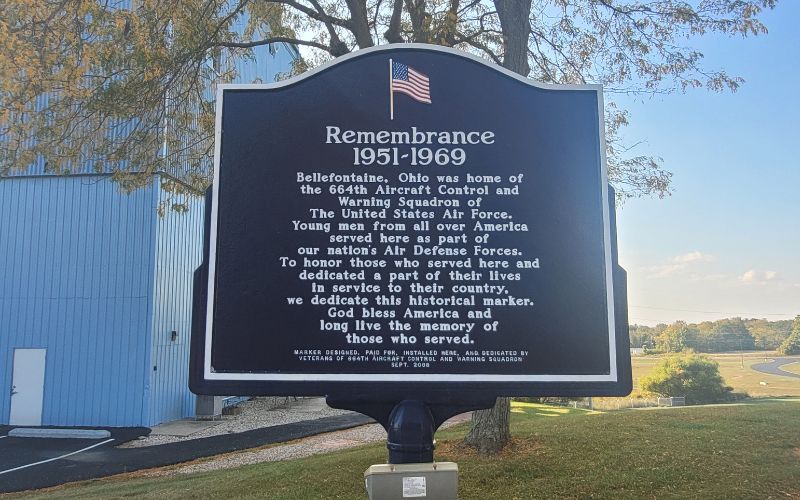 Remembrance
1951-1969
Bellefontaine, Ohio was home of
the 664th Aircraft Control and
Warning Squadron of
The United States Air Force.
Young men from all over America
served here as part of
our nation's Air Defense Forces.
To honor those who served here and
dedicated a part of their lives
in service to their country,
we dedicate this historical marker.
God bless America and
long live the memory of
those who served.
MARKER DESIGNED, PAID FOR, INSTALLED HERE, AND DEDICATED BY
VETERANS OF 664TH AIRCRAFT CONTROL AND WARNING SQUADRON
SEPT. 2008